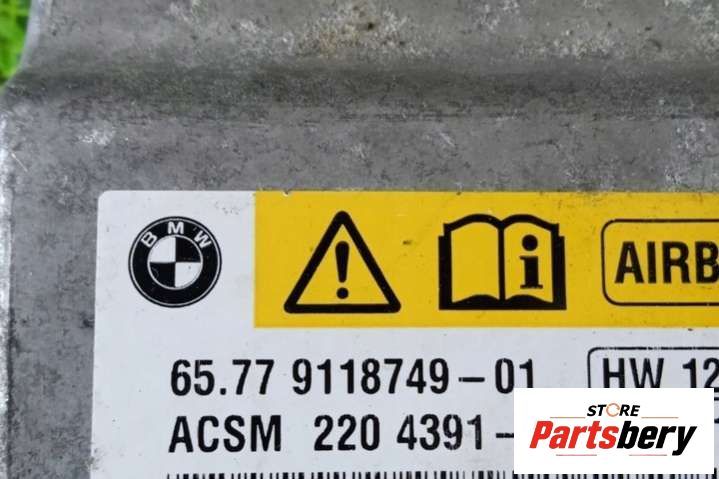 BMW
AIRB
65.77 9118749-01 HW 12
ACSM 220 4391-
STORE
Partsbery